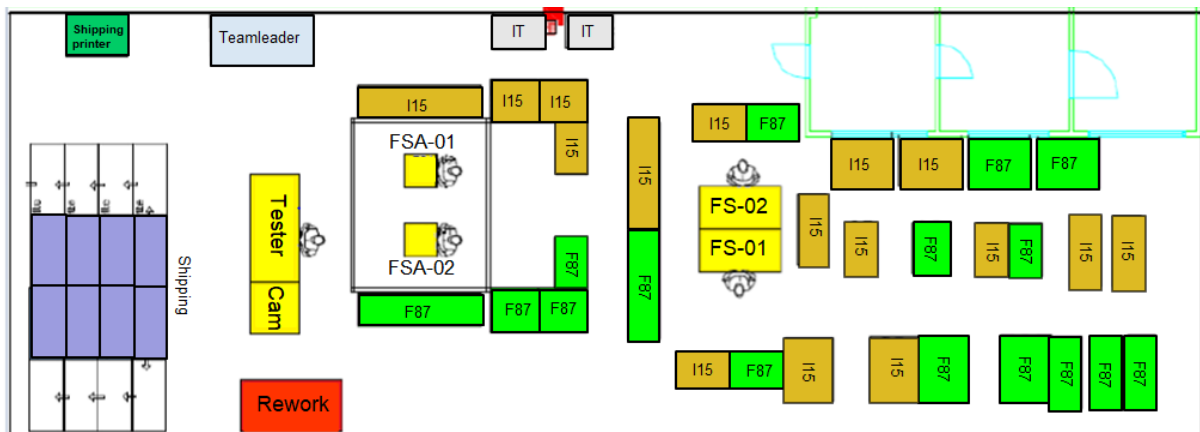 Shipping
printer
Teamleader
IT
IT
I15
I15
I15
I15
F87
FSA-01
I15
I15
I15
I15
F87
F87
Tester
FS-02
I15
I15
F87
I15
F87
I15
I15
FSA-02
F87
FS-01
Shipping
Cam
F87
F87
F87
F87
I15
F87
I15
I15
F87
F87
F87
F87
F87
Rework